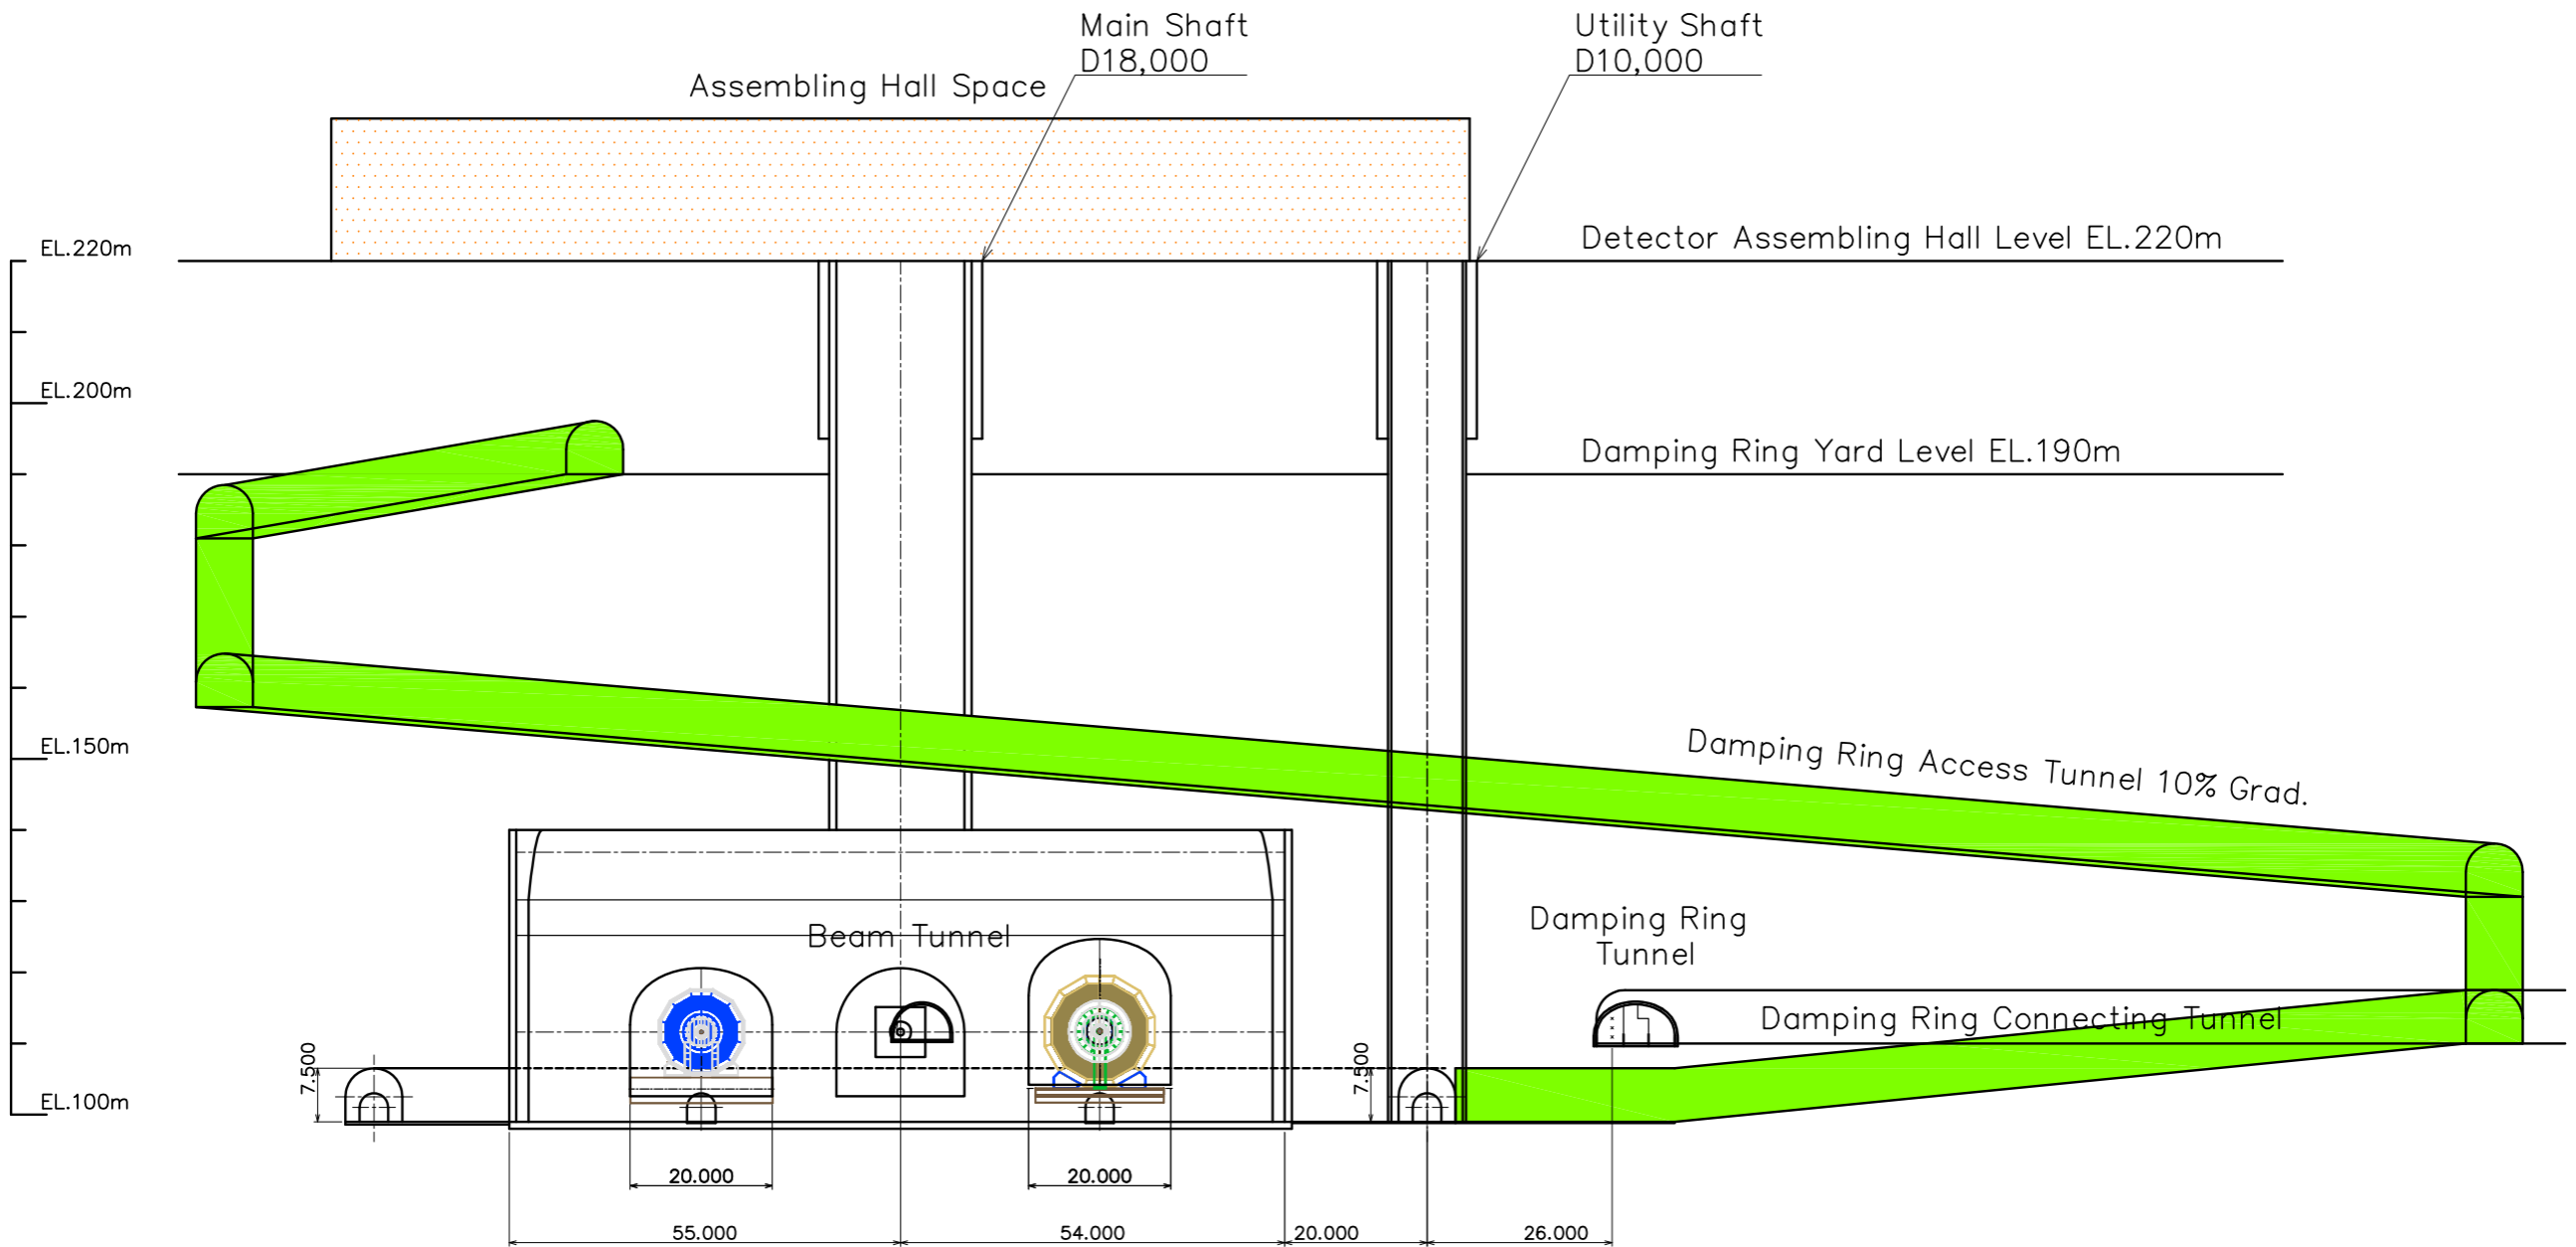 Main Shaft
D18,000
Utility Shaft
D10,000
Assembling Hall Space
EL.220m
Detector Assembling Hall Level EL.220m
EL.200m
Damping Ring Yard Level EL.190m
EL.150m
Damping Ring Access Tunnel 10% Grad.
Beam Tunnel
Damping Ring
Tunnel
Damping Ring Connecting Tunnel
7.500
7.500
EL.100m
20.000
20.000
55.000
54.000
20.000
26.000